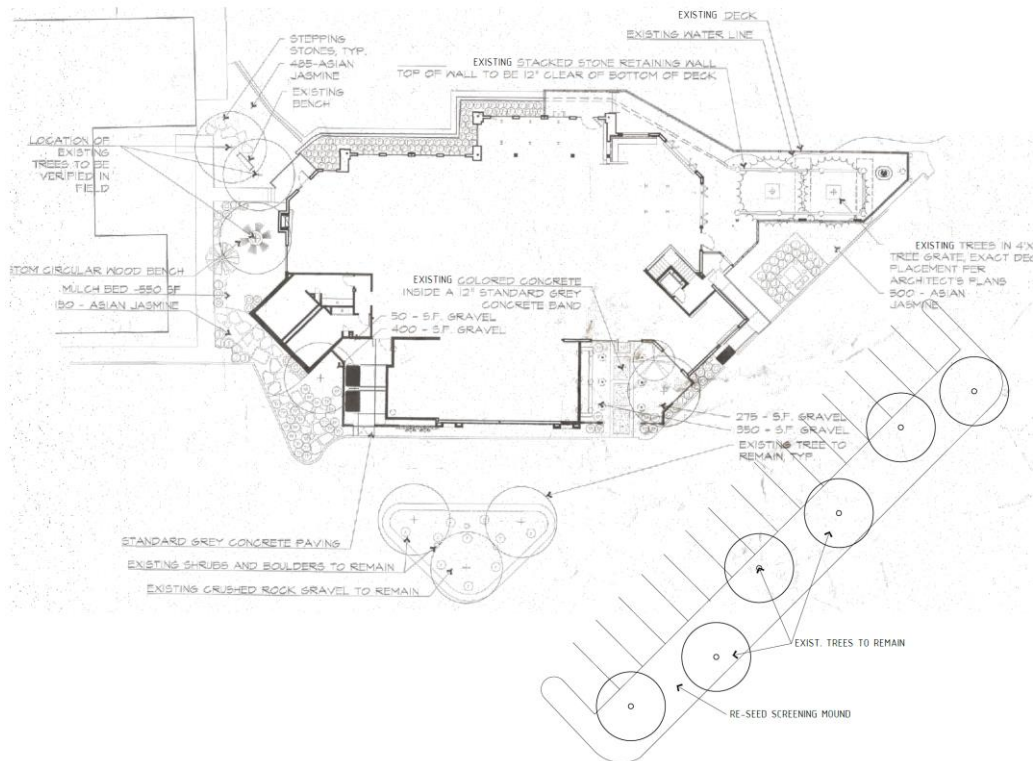 EXISTING DECK
EXISTING WATER LINE
EXISTING STACKED STONE RETAINING WALL
TOP OF WALL TO BE 12" CLEAR OF BOTTOM OF DECK
STEPPING
STONES, TYP.
485-ASIAN
JASMINE
EXISTING
BENCH
LOCATION OF
EXISTING
TREES TO BE
VERIFIED IN
FIELD
STOM CIRCULAR WOOD BENCH
MULCH BED -550 SF
150 - ASIAN JASMINE
EXISTING COLORED CONCRETE
INSIDE A 12" STANDARD GREY
CONCRETE BAND
50 - S.F. GRAVEL
400 - S.F. GRAVEL
EXISTING TREES IN 4'X
TREE GRATE, EXACT DEC
PLACEMENT PER
ARCHITECT'S PLANS
500 - ASIAN
JASMINE
275 - S.F. GRAVEL
350 - S.F. GRAVEL
EXISTING TREE TO
REMAIN, TYP.
STANDARD GREY CONCRETE PAVING
EXISTING SHRUBS AND BOULDERS TO REMAIN
EXISTING CRUSHED ROCK GRAVEL TO REMAIN
EXIST. TREES TO REMAIN
RE-SEED SCREENING MOUND